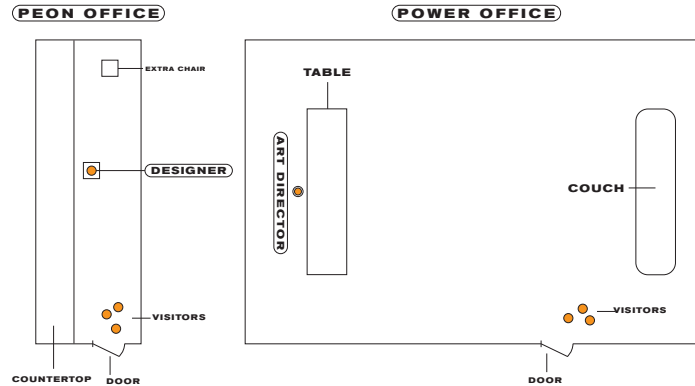 PEON OFFICE
POWER OFFICE
EXTRA CHAIR
TABLE
DESIGNER
ART DIRECTOR
COUCH
VISITORS
VISITORS
COUNTERTOP
DOOR
DOOR